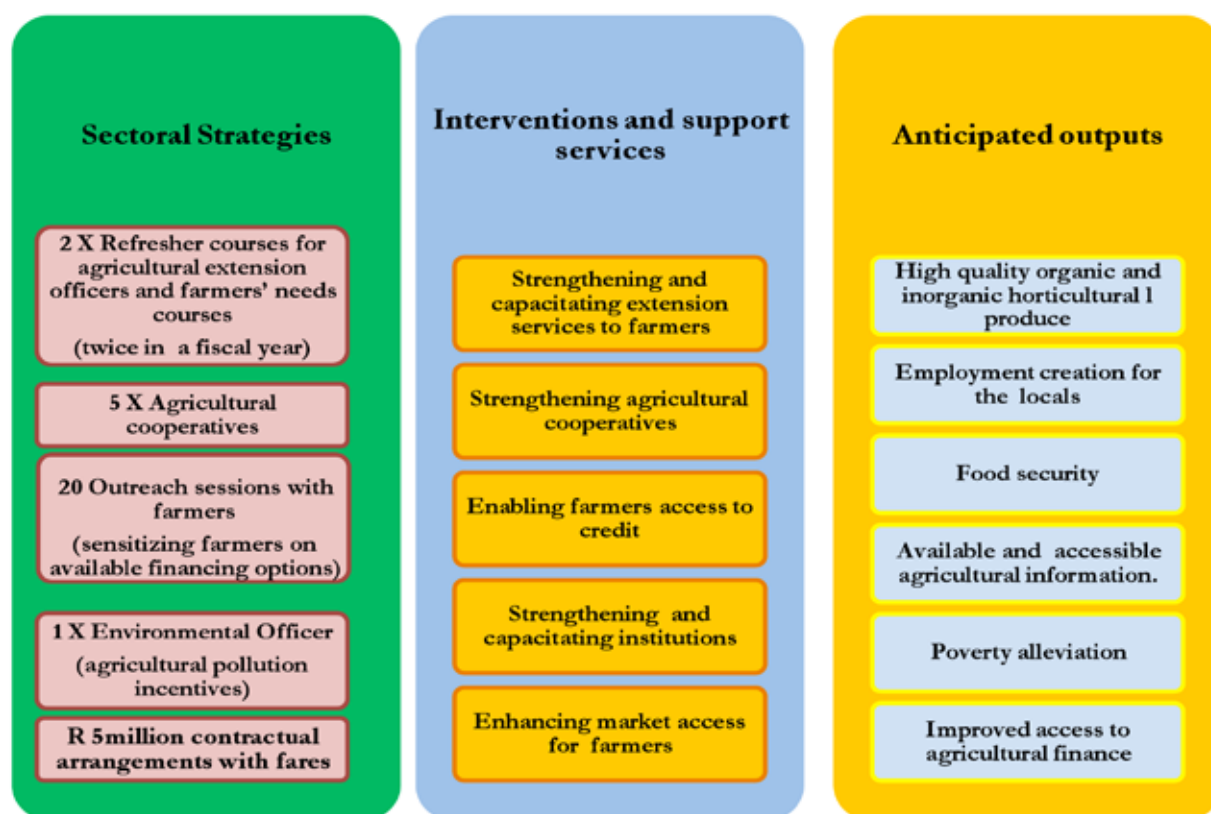 Sectoral Strategies
2 X Refresher courses for
agricultural extension
officers and farmers' needs
courses
(twice in a fiscal year)
5 X Agricultural
cooperatives
20 Outreach sessions with
farmers
(sensitizing farmers on
available financing options)
1 X Environmental Officer
(agricultural pollution
incentives)
R 5million contractual
arrangements with fares
Interventions and support
services
Strengthening and
capacitating extension
services to farmers
Strengthening agricultural
cooperatives
Enabling farmers access to
credit
Strengthening and
capacitating institutions
Enhancing market access
for farmers
Anticipated outputs
High quality organic and
inorganic horticultural l
produce
Employment creation for
the locals
Food security
Available and accessible
agricultural information.
Poverty alleviation
Improved access to
agricultural finance